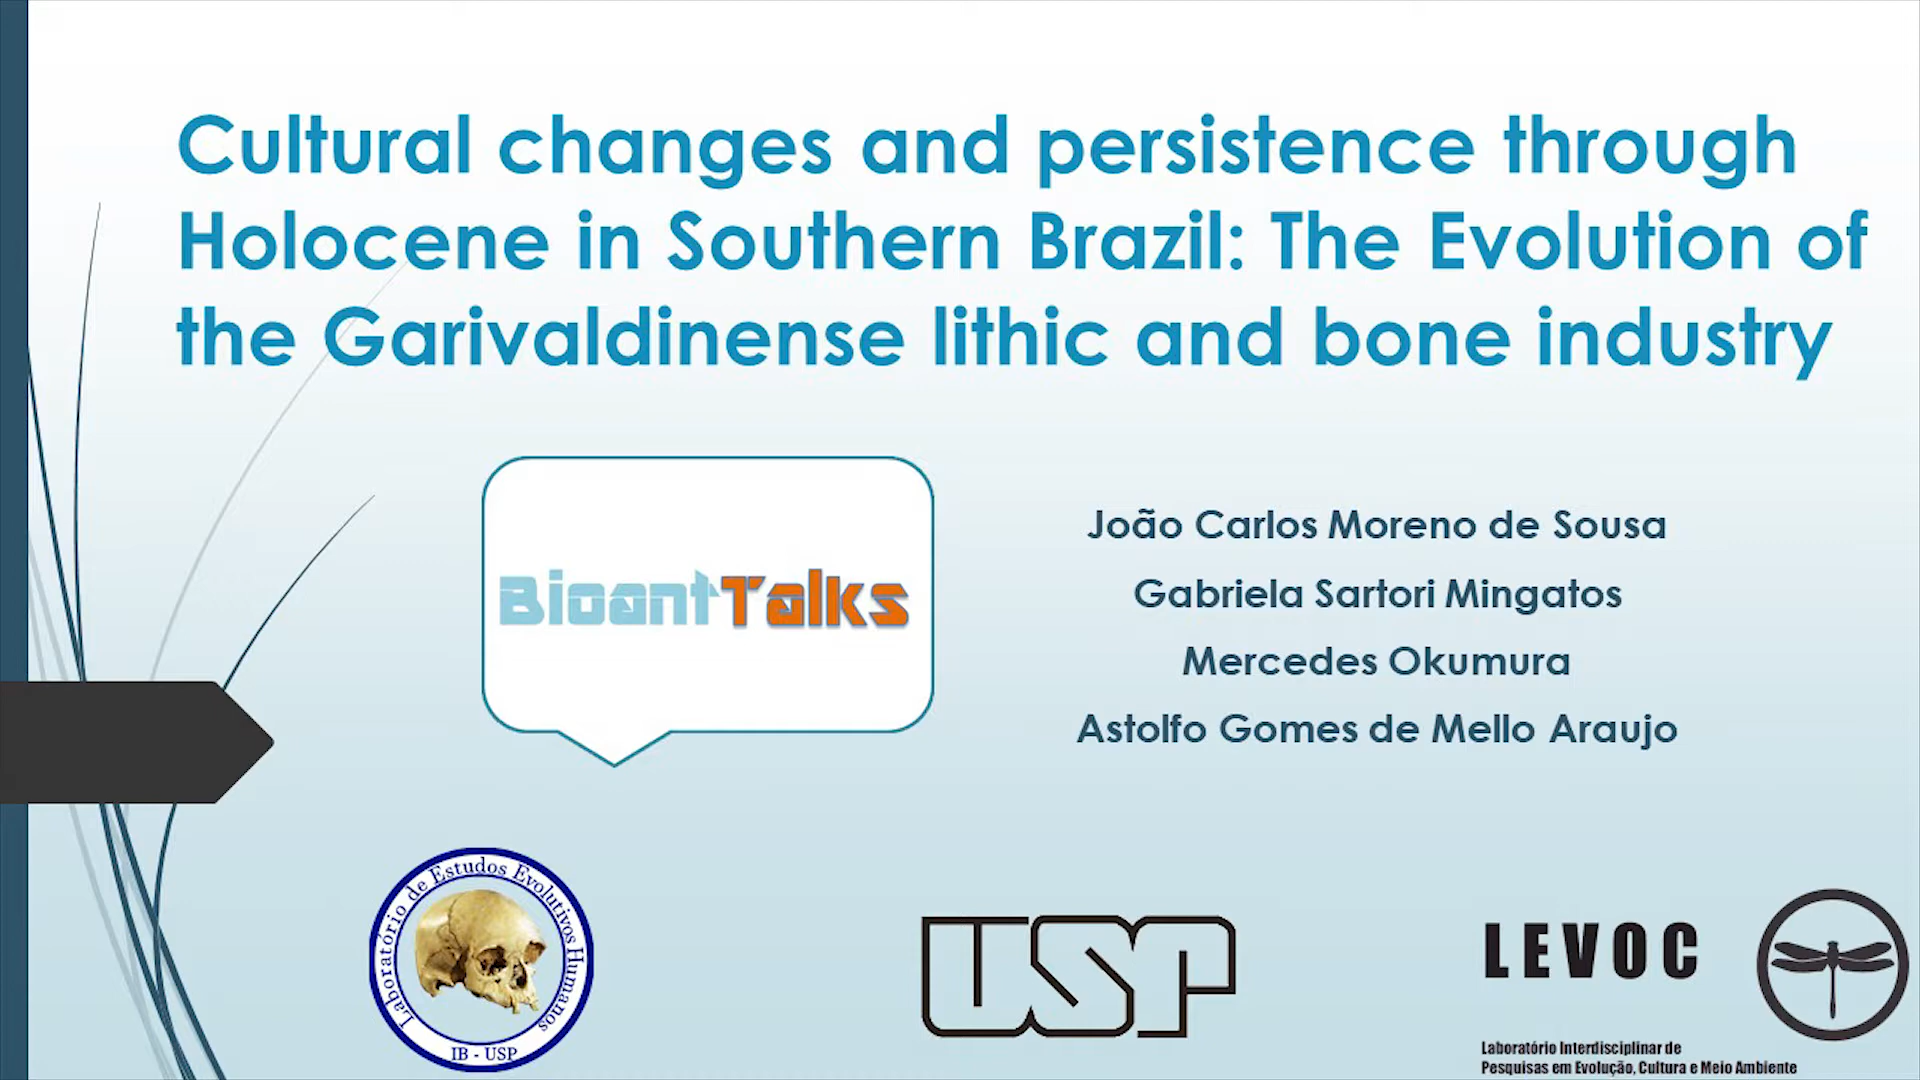 Cultural changes and persistence through
Holocene in Southern Brazil: The Evolution of
the Garivaldinense lithic and bone industry
BioantTalks
João Carlos Moreno de Sousa
Gabriela Sartori Mingatos
Mercedes Okumura
Astolfo Gomes de Mello Araujo
Laboratório de Estudos Evolutivos Humanos
IB - USP
USP
LEVOC
Laboratório Interdisciplinar de
Pesquisas em Evolução, Cultura e Meio Ambiente